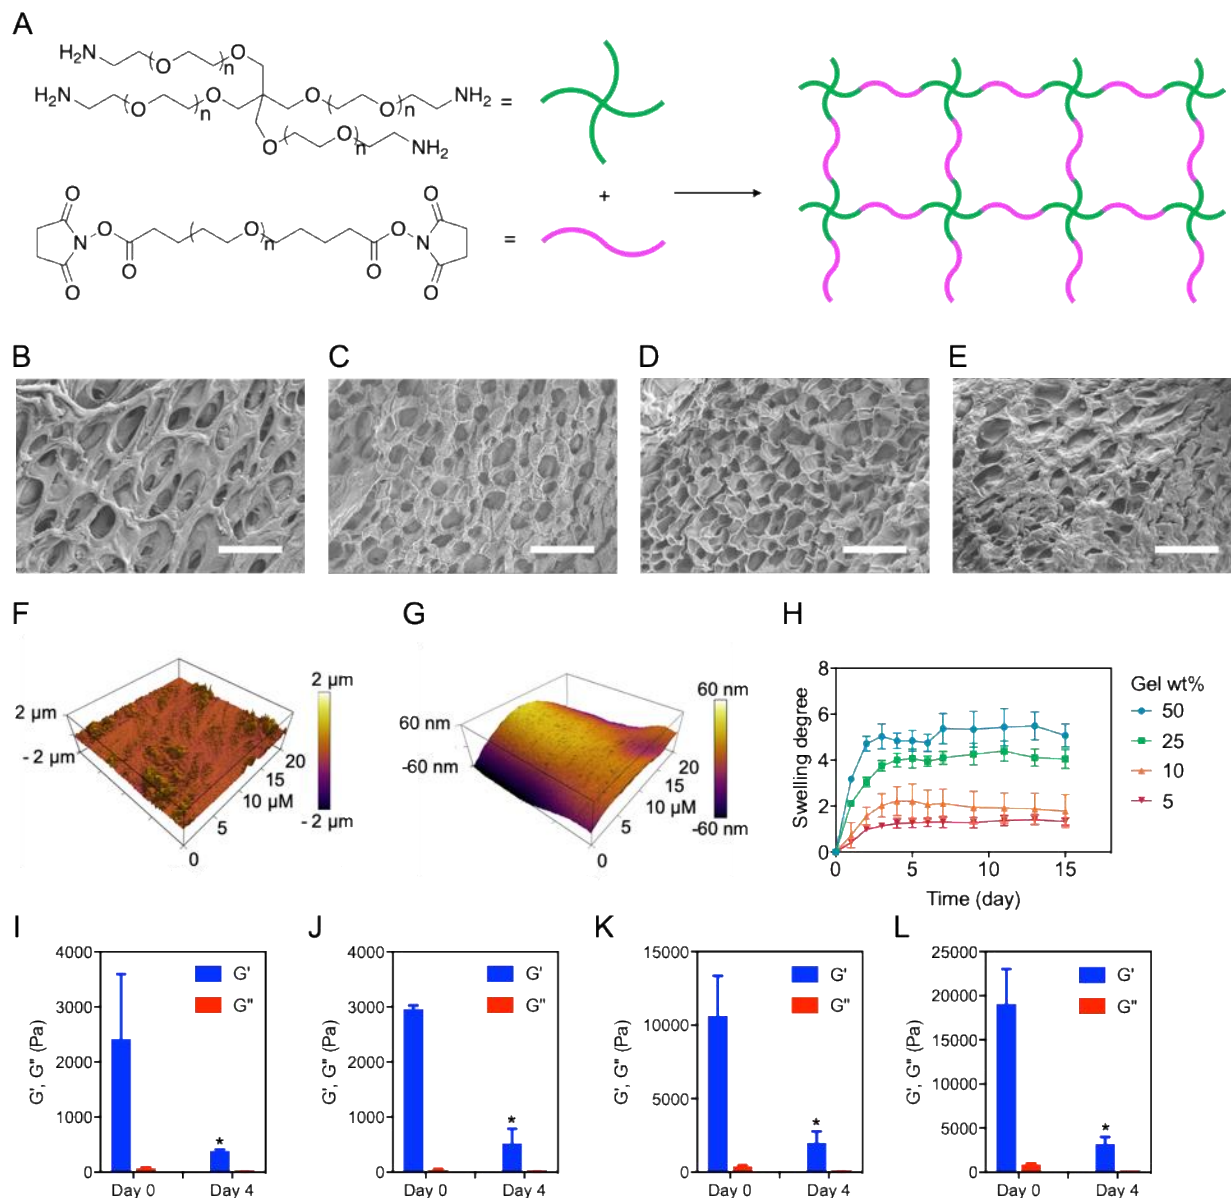 A
H2N
O
n
O
H2N
O
n
O
O
O
n
NH2
=
O
O
n
NH2
+
O
N
O
O
O
O
n
O
O
N
O
O
=
B
C
D
E
F
G
H
2 µm
- 2 µm
0
5
10 µM
15
20
2 µm
- 2 µm
60 nm
-60 nm
0
5
10 µM
15
20
60 nm
-60 nm
Swelling degree
8
6
4
2
0
0
5
10
15
Time (day)
Gel wt%
50
25
10
5
I
G', G'' (Pa)
4000
3000
2000
1000
0
G'
G''
*
Day 0
Day 4
J
G', G'' (Pa)
4000
3000
2000
1000
0
G'
G''
*
Day 0
Day 4
K
G', G'' (Pa)
15000
10000
5000
0
G'
G''
*
Day 0
Day 4
L
G', G'' (Pa)
25000
20000
15000
10000
5000
0
G'
G''
*
Day 0
Day 4